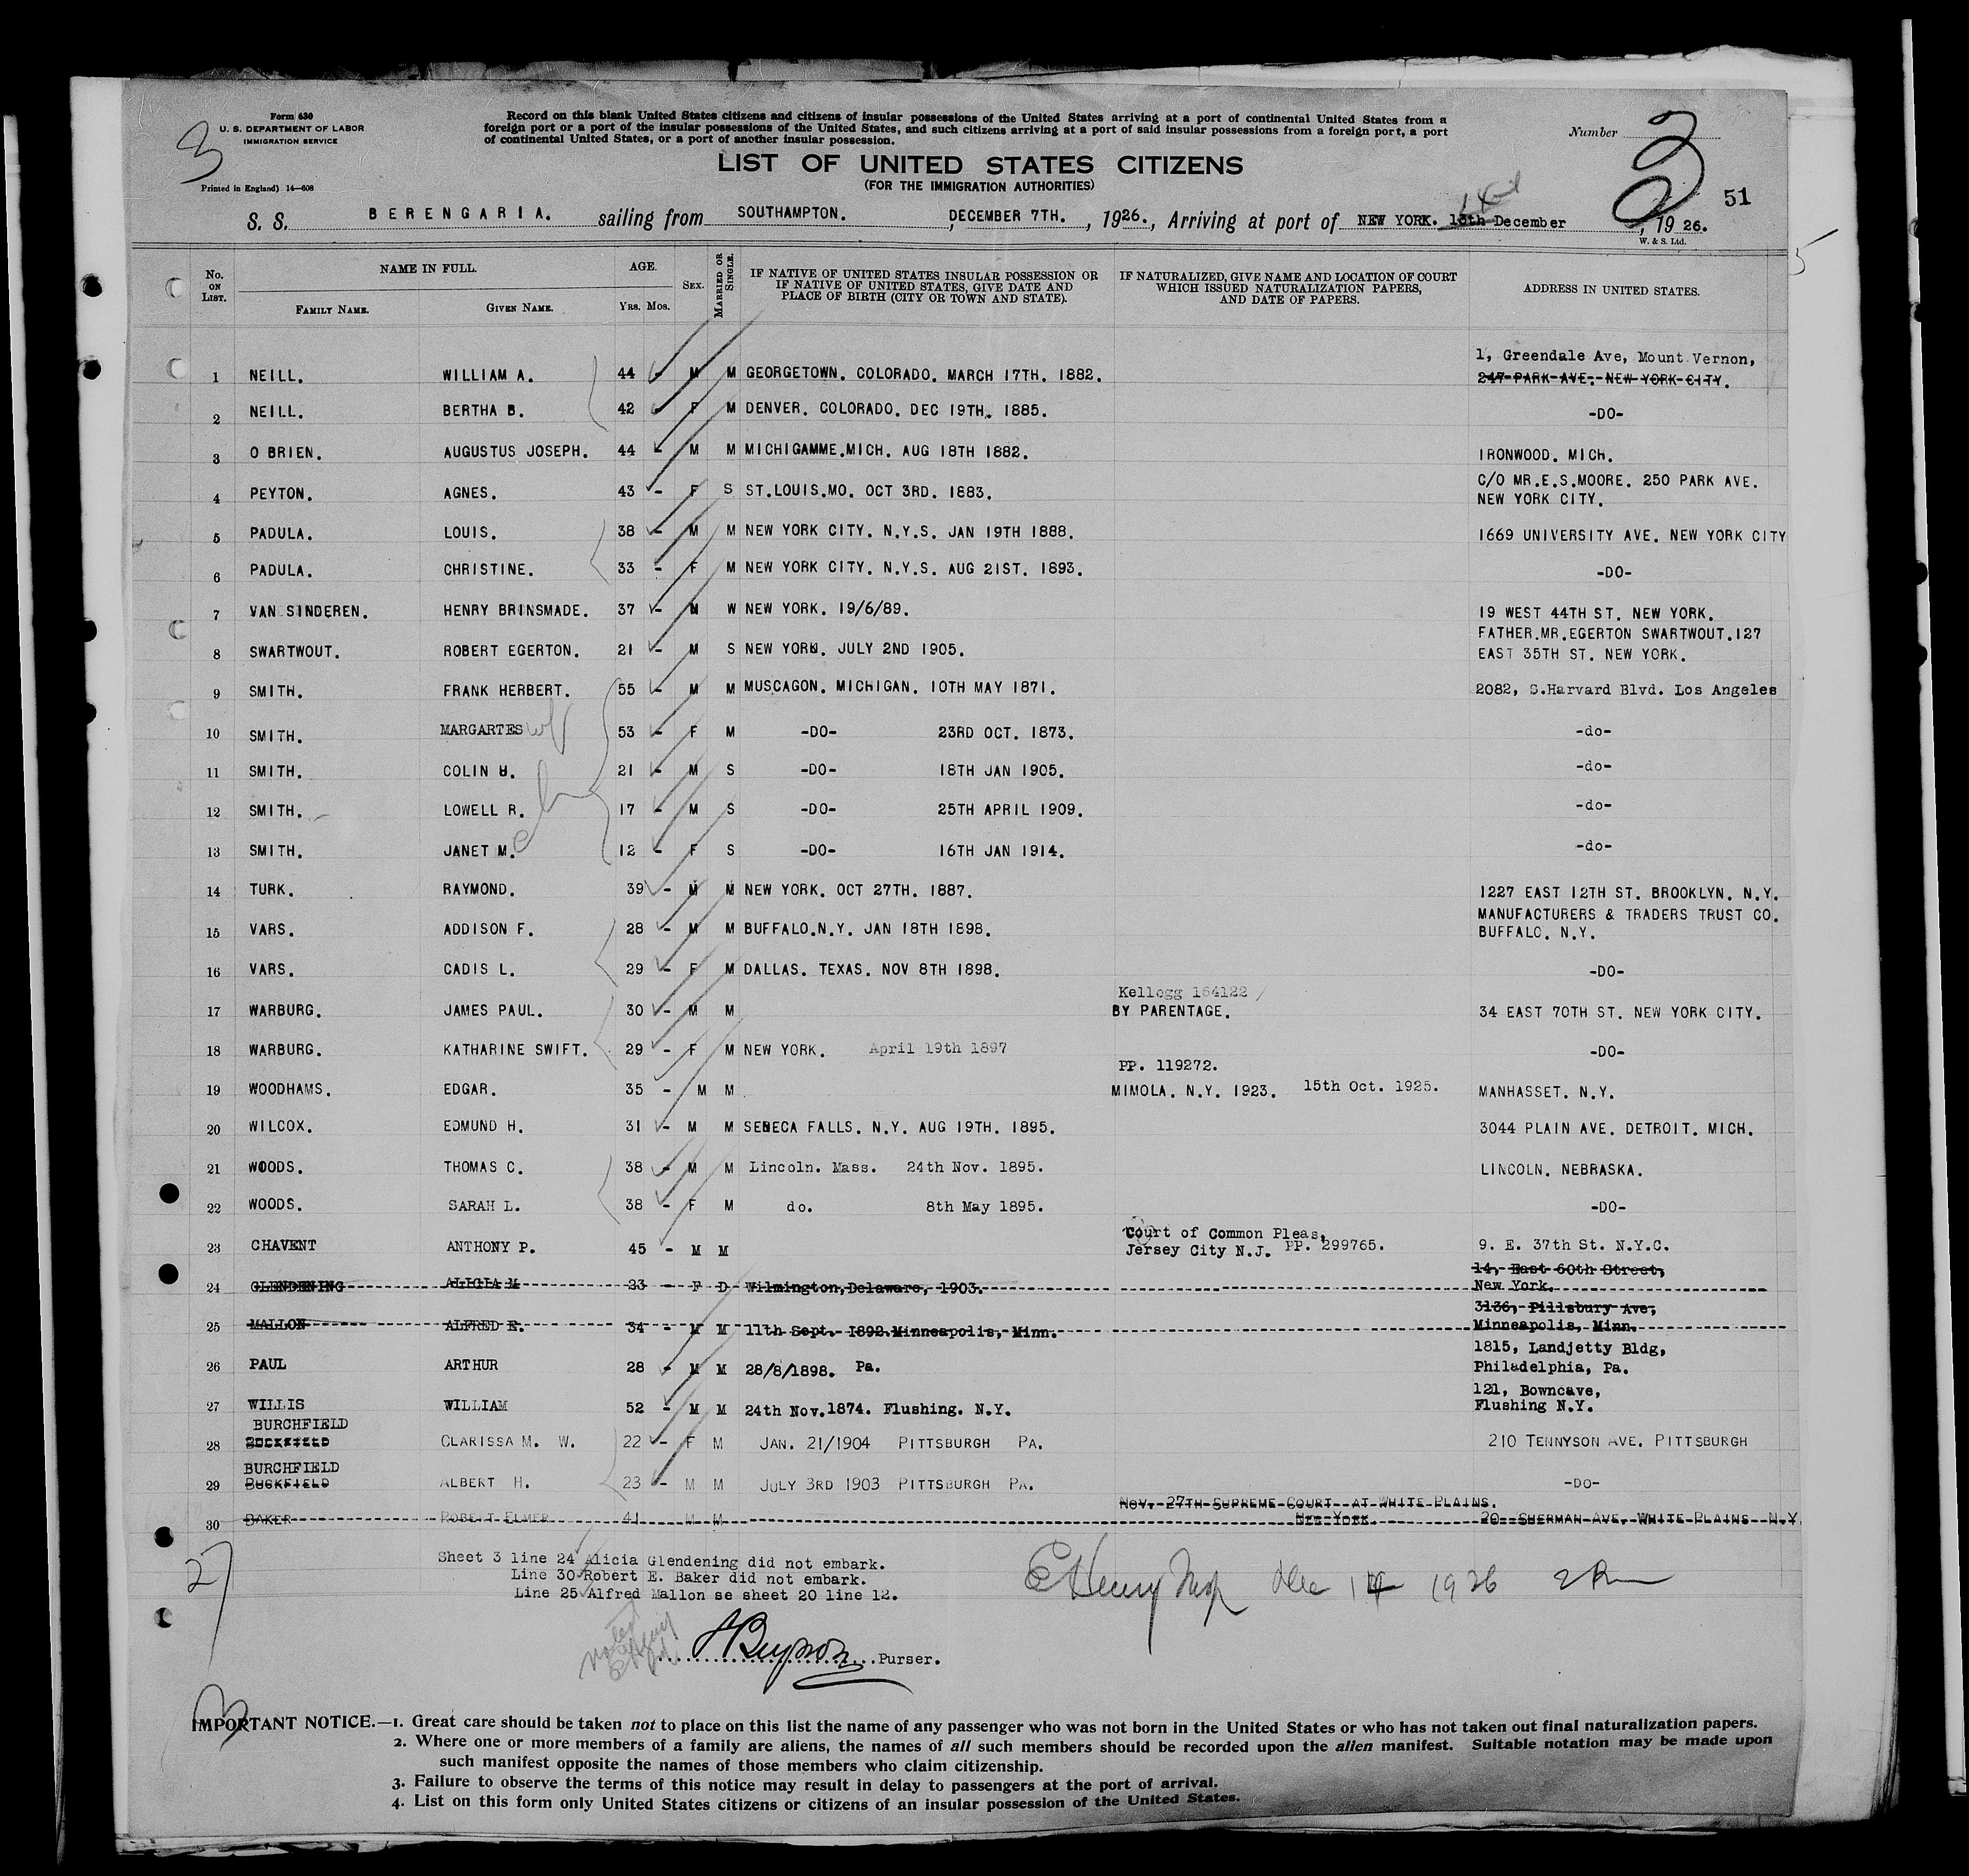 Form 630
U. S. DEPARTMENT OF LABOR
IMMIGRATION SERVICE
Printed in England) 14—608
3
Record on this blank United States citizens and citizens of insular possessions of the United States arriving at a port of continental United States from a
foreign port or a port of the insular possessions of the United States, and such citizens arriving at a port of said insular possessions from a foreign port, a port
of continental United States, or a port of another insular possession.
Number
3
51
LIST OF UNITED STATES CITIZENS
(FOR THE IMMIGRATION AUTHORITIES)
S. S. BERENGARIA. sailing from SOUTHAMPTON. , DECEMBER 7TH. , 1926. , Arriving at port of NEW YORK. 13th December , 19 26.
W. & S. Ltd.
No. ON LIST. NAME IN FULL. FAMILY NAME. GIVEN NAME. AGE. Yrs. Mos. SEX. MARRIED OR SINGLE. IF NATIVE OF UNITED STATES INSULAR POSSESSION OR IF NATIVE OF UNITED STATES, GIVE DATE AND PLACE OF BIRTH (CITY OR TOWN AND STATE). IF NATURALIZED, GIVE NAME AND LOCATION OF COURT WHICH ISSUED NATURALIZATION PAPERS, AND DATE OF PAPERS. ADDRESS IN UNITED STATES.
1, Greendale Ave, Mount Vernon,
1 NEILL. WILLIAM A. 44 - M M GEORGETOWN. COLORADO. MARCH 17TH. 1882. 247 PARK AVE. NEW YORK CITY.
2 NEILL. BERTHA B. 42 - F M DENVER. COLORADO. DEC 19TH. 1885. -DO-
3 O BRIEN. AUGUSTUS JOSEPH. 44 - M M MICHIGAMME.MICH. AUG 18TH 1882. IRONWOOD. MICH.
4 PEYTON. AGNES. 43 - F S ST.LOUIS.MO. OCT 3RD. 1883. C/O MR.E.S.MOORE. 250 PARK AVE.
NEW YORK CITY.
5 PADULA. LOUIS. 38 - M M NEW YORK CITY. N.Y.S. JAN 19TH 1888. 1669 UNIVERSITY AVE. NEW YORK CITY
6 PADULA. CHRISTINE. 33 - F M NEW YORK CITY. N.Y.S. AUG 21ST. 1893. -DO-
7 VAN SINDEREN. HENRY BRINSMADE. 37 - M W NEW YORK. 19/6/89. 19 WEST 44TH ST. NEW YORK.
FATHER.MR.EGERTON SWARTWOUT.127
8 SWARTWOUT. ROBERT EGERTON. 21 - M S NEW YORK. JULY 2ND 1905. EAST 35TH ST. NEW YORK.
9 SMITH. FRANK HERBERT. 55 - M M MUSCAGON. MICHIGAN. 10TH MAY 1871. 2082, S.Harvard Blvd. Los Angeles
10 SMITH. MARGARTES wf 53 - F M -DO- 23RD OCT. 1873. -do-
11 SMITH. COLIN H. 21 - M S -DO- 18TH JAN 1905. -do-
12 SMITH. LOWELL R. 17 - M S -DO- 25TH APRIL 1909. -do-
13 SMITH. JANET M. ch 12 - F S -DO- 16TH JAN 1914. -do-
14 TURK. RAYMOND. 39 - M M NEW YORK. OCT 27TH. 1887. 1227 EAST 12TH ST. BROOKLYN. N.Y.
MANUFACTURERS & TRADERS TRUST CO.
15 VARS. ADDISON F. 28 - M M BUFFALO.N.Y. JAN 18TH 1898. BUFFALO. N.Y.
16 VARS. CADIS L. 29 - F M DALLAS. TEXAS. NOV 8TH 1898. -DO-
Kellogg 164122
17 WARBURG. JAMES PAUL. 30 - M M BY PARENTAGE. 34 EAST 70TH ST. NEW YORK CITY.
18 WARBURG. KATHARINE SWIFT. 29 - F M NEW YORK. April 19th 1897 -DO-
PP. 119272.
19 WOODHAMS. EDGAR. 35 - M M MIMOLA. N.Y. 1923. 15th Oct. 1925. MANHASSET. N.Y.
20 WILCOX. EDMUND H. 31 - M M SEBECA FALLS. N.Y. AUG 19TH. 1895. 3044 PLAIN AVE. DETROIT. MICH.
21 WOODS. THOMAS C. 38 - M M Lincoln. Mass. 24th Nov. 1895. LINCOLN. NEBRASKA.
22 WOODS. SARAH L. 38 - F M do. 8th May 1895. -DO-
Court of Common Pleas,
23 CHAVENT ANTHONY P. 45 - M M Jersey City N.J. PP. 299765. 9. E. 37th St. N.Y.C.
14, East 60th Street,
24 GLENDENING ALICIA M 23 - F D Wilmington,Delaware, 1903. New York.
3136, Pillsbury Ave,
25 MALLON ALFRED E. 34 - M M 11th Sept. 1892.Minneapolis, Minn. Minneapolis, Minn.
1815, Landjetty Bldg,
26 PAUL ARTHUR 28 - M M 28/8/1898. Pa. Philadelphia, Pa.
121, Bowncave,
27 WILLIS WILLIAM 52 - M M 24th Nov.1874. Flushing. N.Y. Flushing N.Y.
BURCHFIELD
28 CLARISSA M. W. 22 - F M JAN. 21/1904 PITTSBURGH PA. 210 TENNYSON AVE. PITTSBURGH
BURCHFIELD
29 BUCKFIELD ALBERT H. 23 - M M JULY 3RD 1903 PITTSBURGH PA. -DO-
NOV. 27TH SUPREME COURT AT WHITE PLAINS.
30 BAKER ROBERT ELMER 41 M M NEW YORK. 20 SHERMAN AVE. WHITE PLAINS N.Y.
Sheet 3 line 24 Alicia Glendening did not embark.
Line 30 Robert E. Baker did not embark.
Line 25 Alfred Mallon se sheet 20 line 12.
27
Henry Insp Dec 14 1926
Purser.
IMPORTANT NOTICE.—1. Great care should be taken not to place on this list the name of any passenger who was not born in the United States or who has not taken out final naturalization papers.
2. Where one or more members of a family are aliens, the names of all such members should be recorded upon the alien manifest. Suitable notation may be made upon
such manifest opposite the names of those members who claim citizenship.
3. Failure to observe the terms of this notice may result in delay to passengers at the port of arrival.
4. List on this form only United States citizens or citizens of an insular possession of the United States.